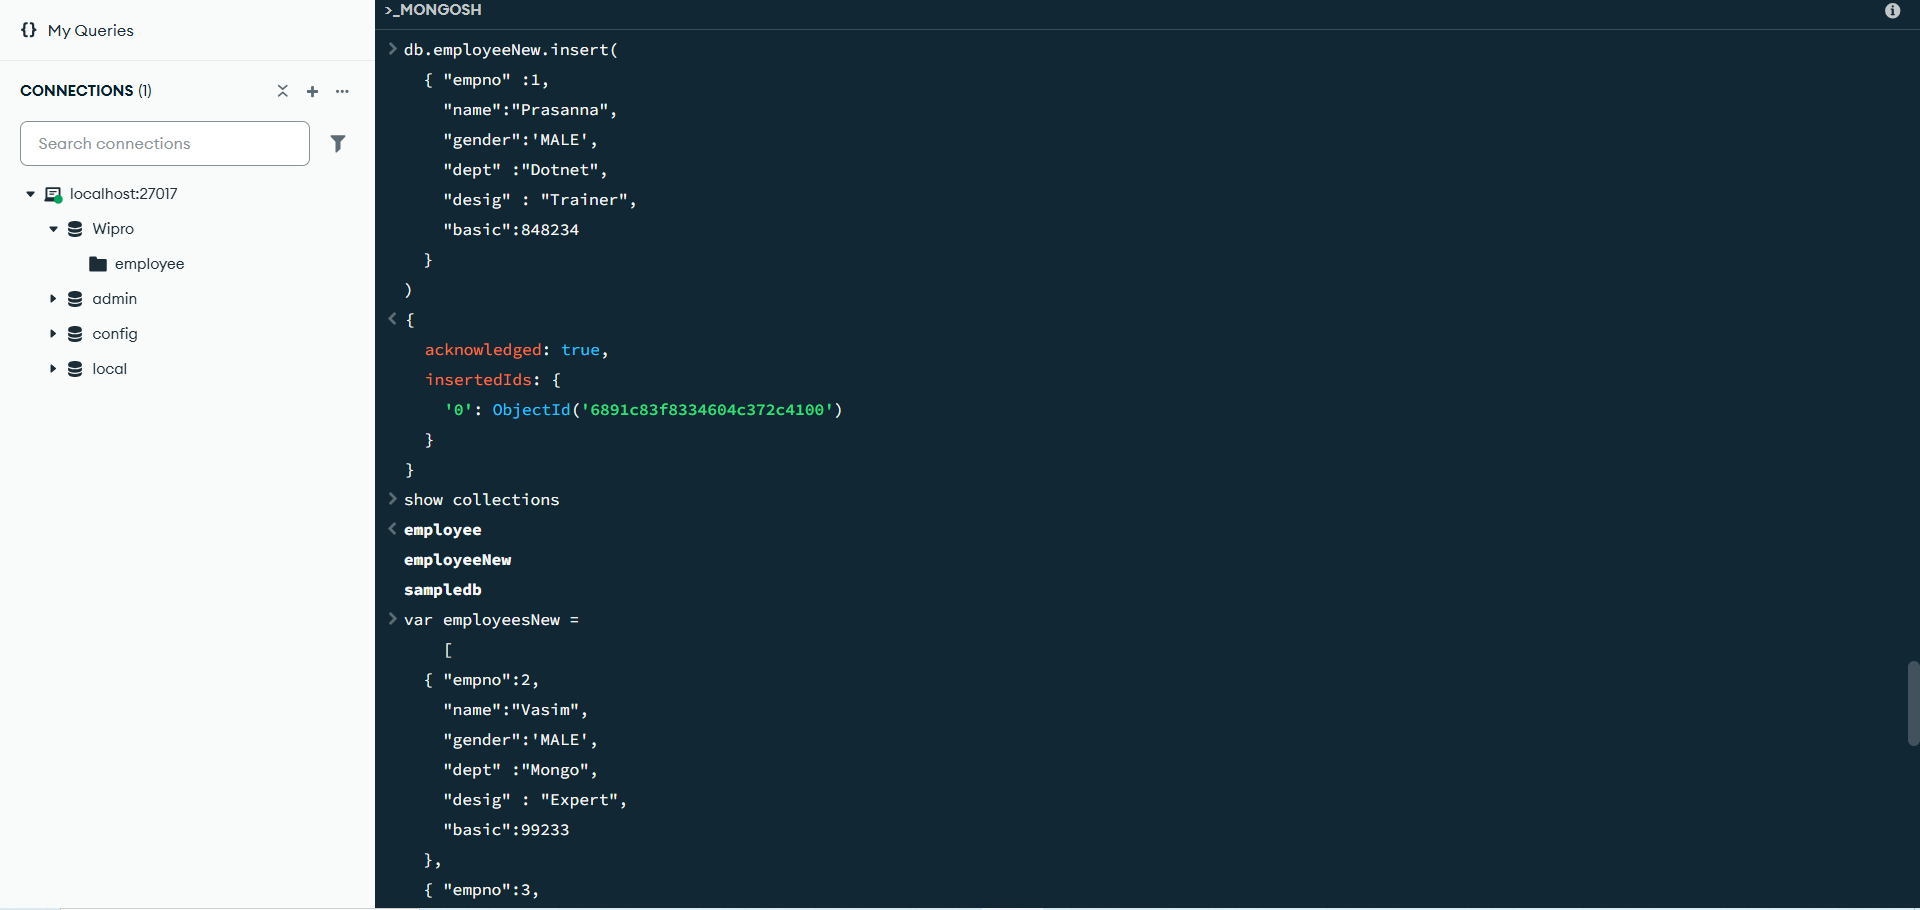 {} My Queries
CONNECTIONS (1)
Search connections
localhost:27017
Wipro
employee
admin
config
local
>_MONGOSH
> db.employeeNew.insert(
{ "empno" :1,
"name":"Prasanna",
"gender":'MALE',
"dept" :"Dotnet",
"desig" : "Trainer",
"basic":848234
}
)
< {
acknowledged: true,
insertedIds: {
'0': ObjectId('6891c83f8334604c372c4100')
}
}
> show collections
< employee
employeeNew
sampledb
> var employeesNew =
[
{ "empno":2,
"name":"Vasim",
"gender":'MALE',
"dept" :"Mongo",
"desig" : "Expert",
"basic":99233
},
{ "empno":3,